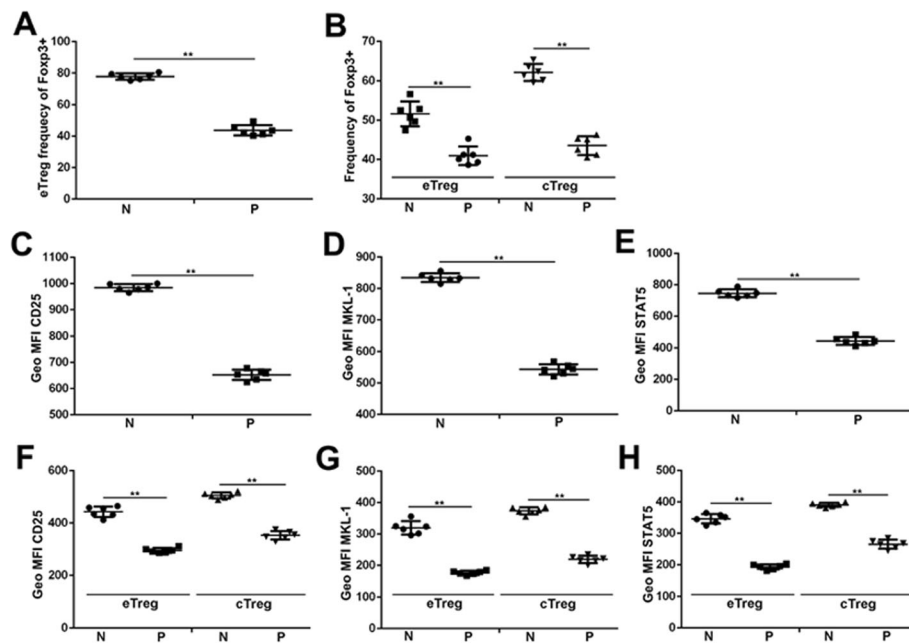 A
eTreg frequecy of Foxp3+
100
80
60
40
20
0
**
N P
B
Frequency of Foxp3+
80
70
60
50
40
30
**
**
eTreg cTreg
N P N P
C
Geo MFI CD25
1100
1000
900
800
700
600
500
**
N P
D
Geo MFI MKL-1
900
800
700
600
500
400
**
N P
E
Geo MFI STAT5
1000
800
600
400
200
0
**
N P
F
Geo MFI CD25
600
400
200
0
**
**
eTreg cTreg
N P N P
G
Geo MFI MKL-1
500
400
300
200
100
0
**
**
eTreg cTreg
N P N P
H
Geo MFI STAT5
500
400
300
200
100
0
**
**
eTreg cTreg
N P N P